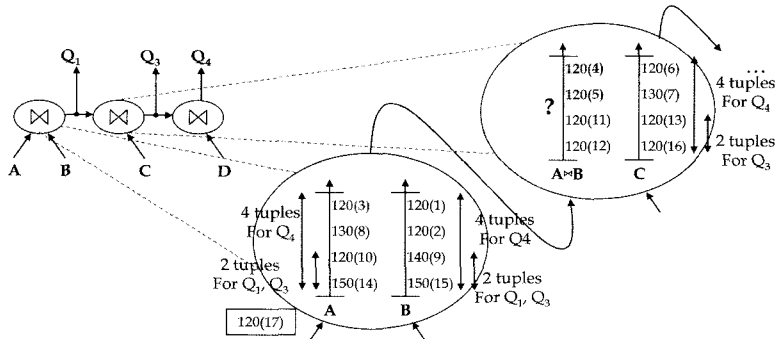 Q1 Q3 Q4
A B C D
120(4) 120(6)
120(5) 130(7)
? 120(11) 120(13)
120(12) 120(16)
A⋈B C
...
4 tuples
For Q4
2 tuples
For Q3
4 tuples
For Q4
2 tuples
For Q1, Q3
120(3) 120(1)
130(8) 120(2)
120(10) 140(9)
150(14) 150(15)
A B
4 tuples
For Q4
2 tuples
For Q1, Q3
120(17)